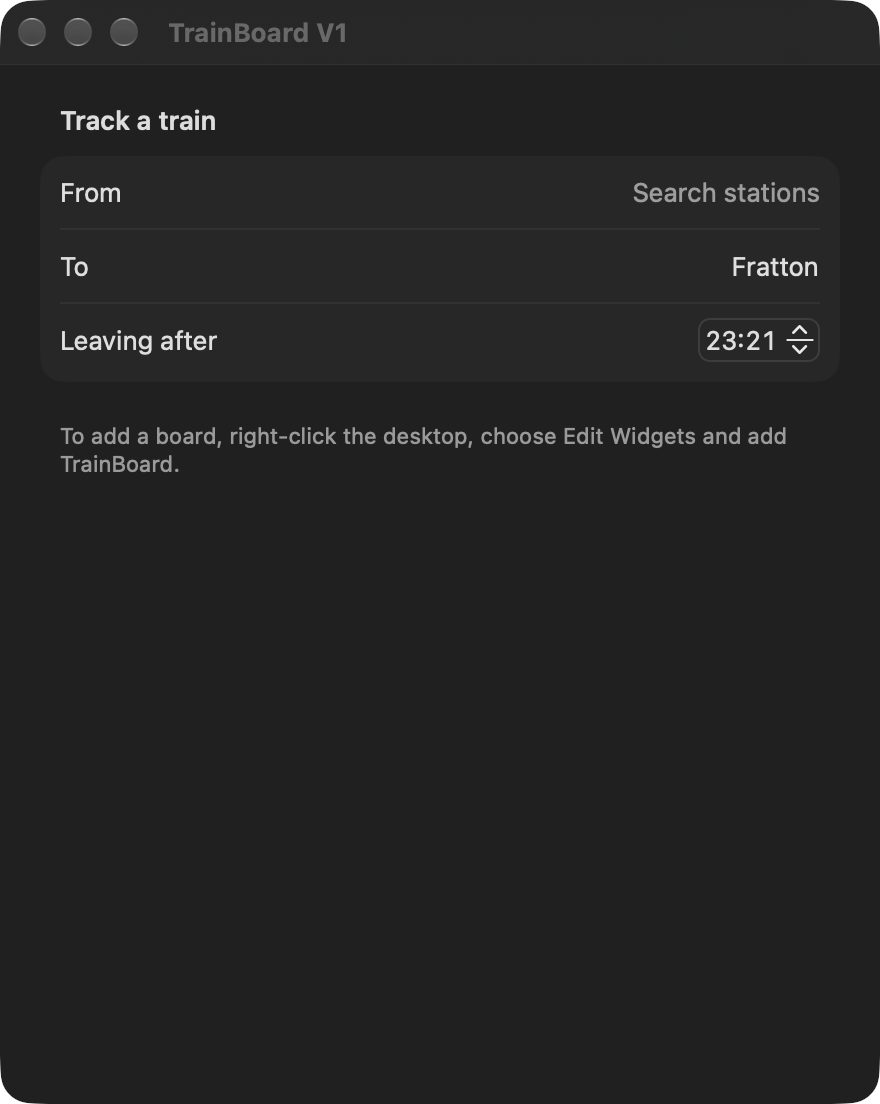 TrainBoard V1
Track a train
From Search stations
To Fratton
Leaving after 23:21
To add a board, right-click the desktop, choose Edit Widgets and add
TrainBoard.